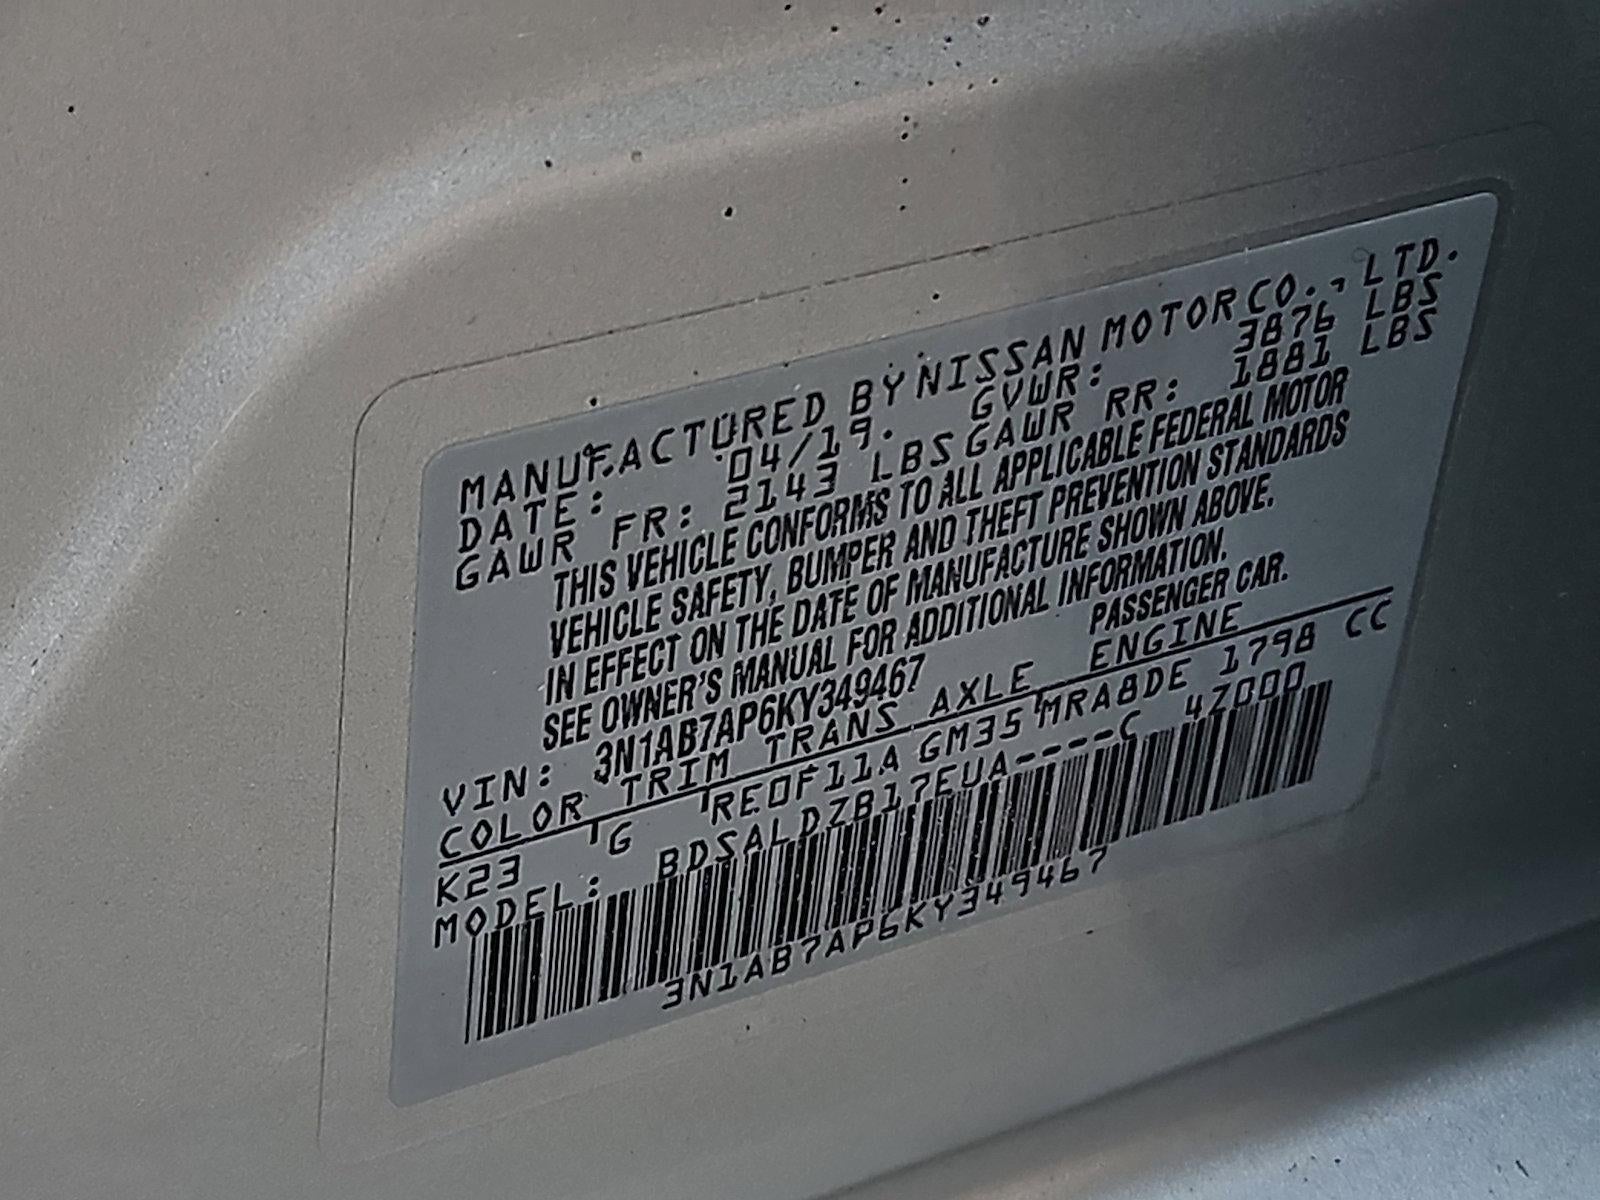 MANUFACTURED BY NISSAN MOTOR CO., LTD.
DATE: 04/19. GVWR: 3876 LBS
GAWR FR: 2143 LBS GAWR RR: 1881 LBS
THIS VEHICLE CONFORMS TO ALL APPLICABLE FEDERAL MOTOR
VEHICLE SAFETY, BUMPER AND THEFT PREVENTION STANDARDS
IN EFFECT ON THE DATE OF MANUFACTURE SHOWN ABOVE.
SEE OWNER'S MANUAL FOR ADDITIONAL INFORMATION.
VIN: 3N1AB7AP6KY349467 PASSENGER CAR.
COLOR TRIM TRANS AXLE ENGINE
K23 G RE0F11A GM35 MRA8DE 1798 CC
MODEL: BDSALDZB17EUA----C 4Z000
3N1AB7AP6KY349467